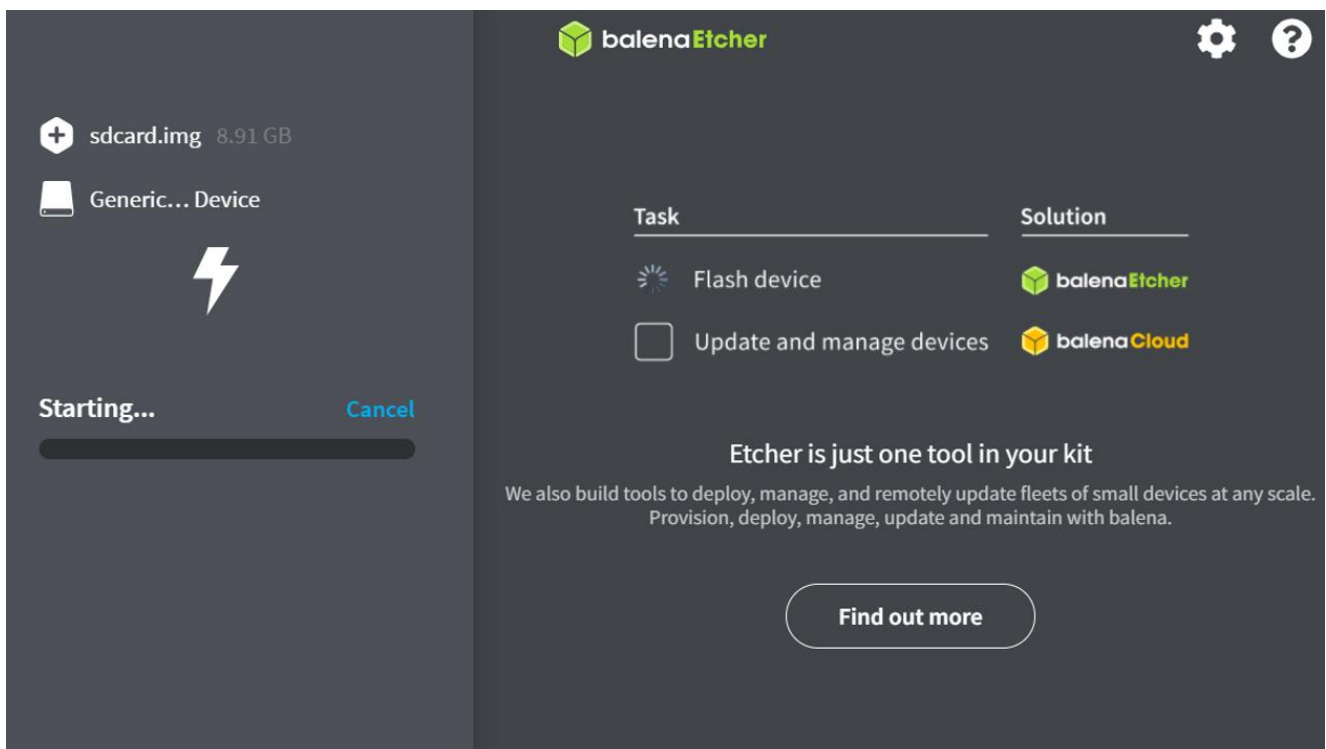 balenaEtcher
sdcard.img 8.91 GB
Generic... Device
Starting... Cancel
Task Solution
Flash device balenaEtcher
Update and manage devices balenaCloud
Etcher is just one tool in your kit
We also build tools to deploy, manage, and remotely update fleets of small devices at any scale.
Provision, deploy, manage, update and maintain with balena.
Find out more